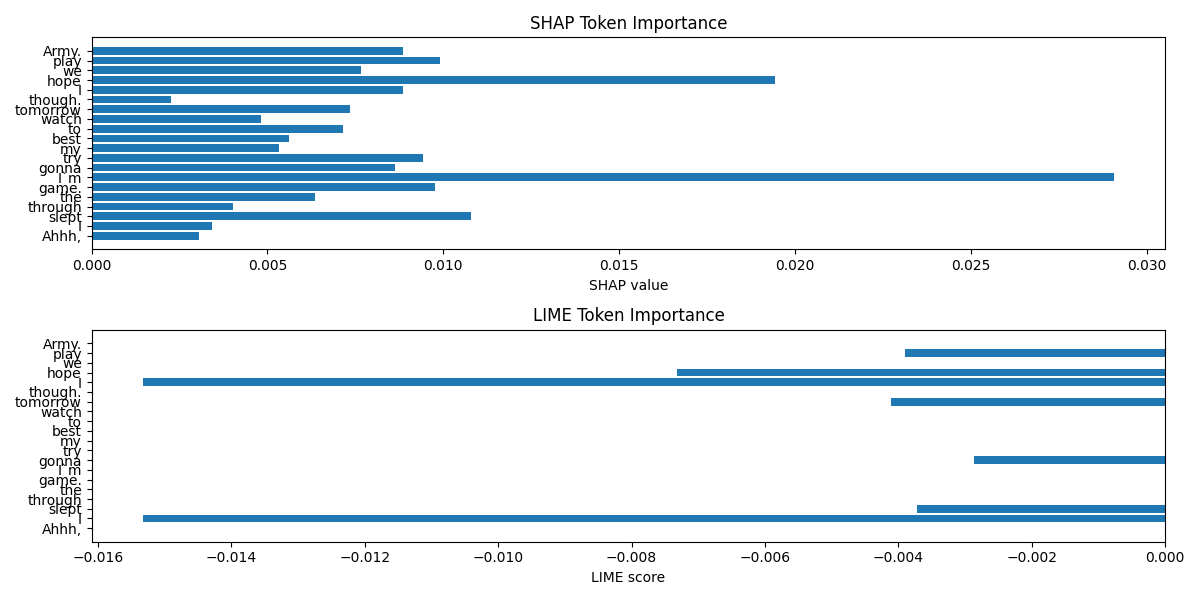 SHAP Token Importance
Army.
play
we
hope
I
though.
tomorrow
watch
to
best
my
try
gonna
I m
game.
the
through
slept
I
Ahhh,
0.000 0.005 0.010 0.015 0.020 0.025 0.030
SHAP value
LIME Token Importance
Army.
play
we
hope
I
though.
tomorrow
watch
to
best
my
try
gonna
I m
game.
the
through
slept
I
Ahhh,
−0.016 −0.014 −0.012 −0.010 −0.008 −0.006 −0.004 −0.002 0.000
LIME score